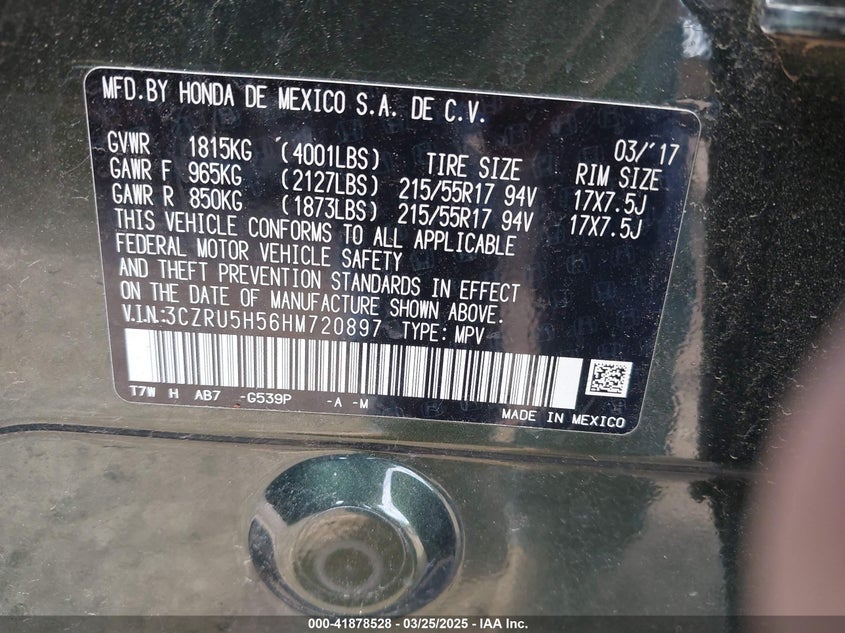 MFD.BY HONDA DE MEXICO S.A. DE C.V.
03/'17
GVWR 1815KG (4001LBS) TIRE SIZE RIM SIZE
GAWR F 965KG (2127LBS) 215/55R17 94V 17X7.5J
GAWR R 850KG (1873LBS) 215/55R17 94V 17X7.5J
THIS VEHICLE CONFORMS TO ALL APPLICABLE
FEDERAL MOTOR VEHICLE SAFETY
AND THEFT PREVENTION STANDARDS IN EFFECT
ON THE DATE OF MANUFACTURE SHOWN ABOVE.
V.I.N:3CZRU5H56HM720897 TYPE: MPV
T7W H AB7 -G539P -A -M
MADE IN MEXICO
000-41878528 - 03/25/2025 - IAA Inc.